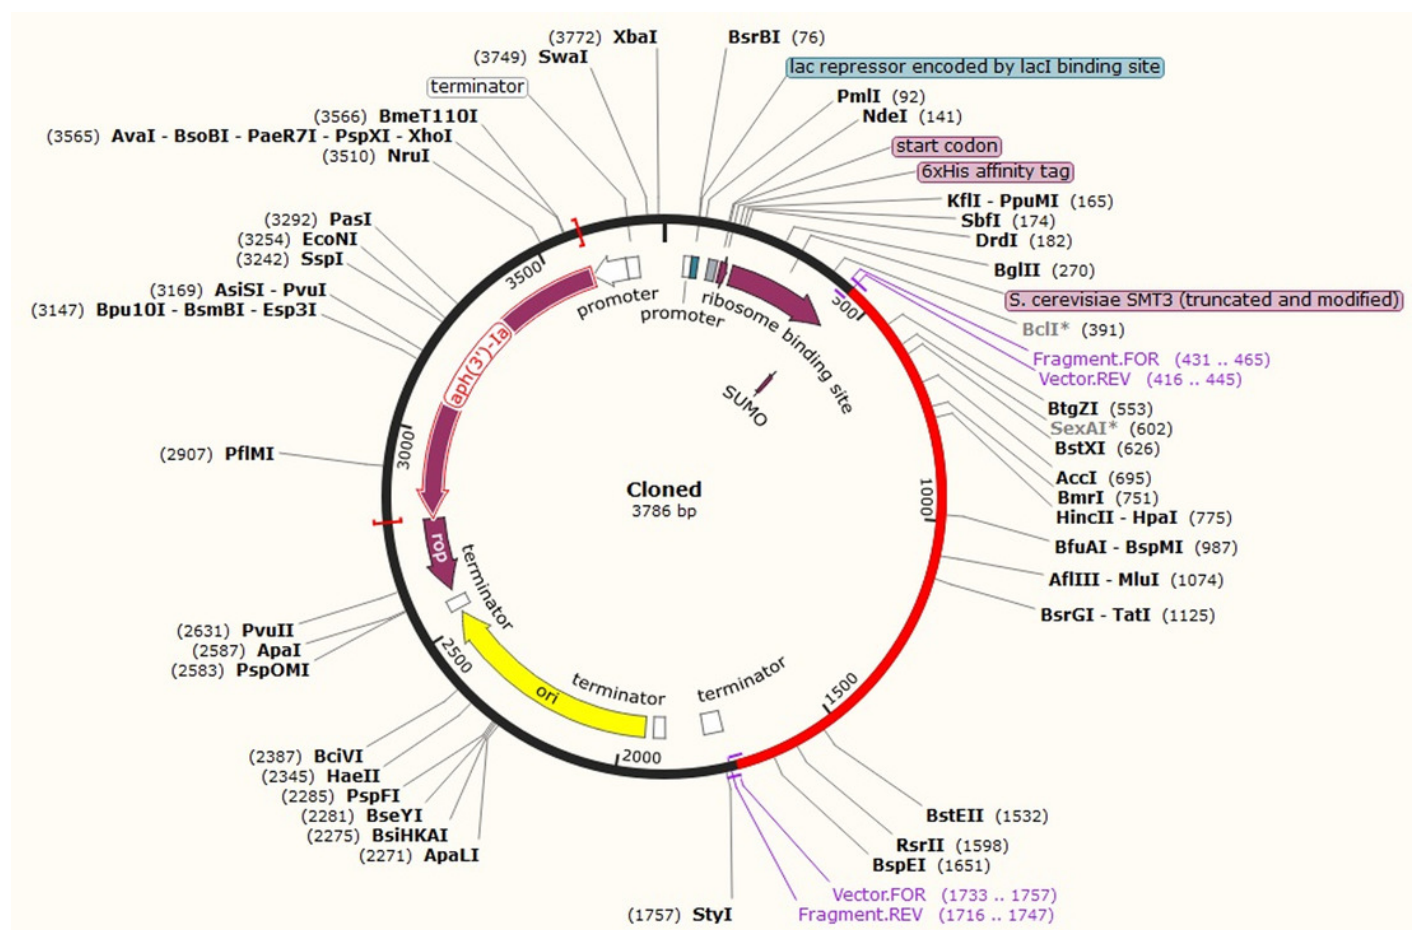 (3772) XbaI
BsrBI (76)
(3749) SwaI
lac repressor encoded by lacI binding site
terminator
PmlI (92)
(3566) BmeT110I
NdeI (141)
(3565) AvaI - BsoBI - PaeR7I - PspXI - XhoI
start codon
(3510) NruI
6xHis affinity tag
KflI - PpuMI (165)
(3292) PasI
SbfI (174)
(3254) EcoNI
DrdI (182)
(3242) SspI
BglII (270)
(3169) AsiSI - PvuI
S. cerevisiae SMT3 (truncated and modified)
(3147) Bpu10I - BsmBI - Esp3I
BclI* (391)
Fragment.FOR (431 .. 465)
Vector.REV (416 .. 445)
BtgZI (553)
SexAI* (602)
BstXI (626)
(2907) PflMI
AccI (695)
BmrI (751)
HincII - HpaI (775)
BfuAI - BspMI (987)
AflIII - MluI (1074)
BsrGI - TatI (1125)
3500
promoter
promoter
ribosome binding site
500
aph(3')-Ia
SUMO
3000
Cloned
3786 bp
1000
rop
terminator
2500
ori
terminator
terminator
1500
2000
(2631) PvuII
(2587) ApaI
(2583) PspOMI
(2387) BciVI
(2345) HaeII
(2285) PspFI
(2281) BseYI
(2275) BsiHKAI
(2271) ApaLI
BstEII (1532)
RsrII (1598)
BspEI (1651)
Vector.FOR (1733 .. 1757)
(1757) StyI
Fragment.REV (1716 .. 1747)